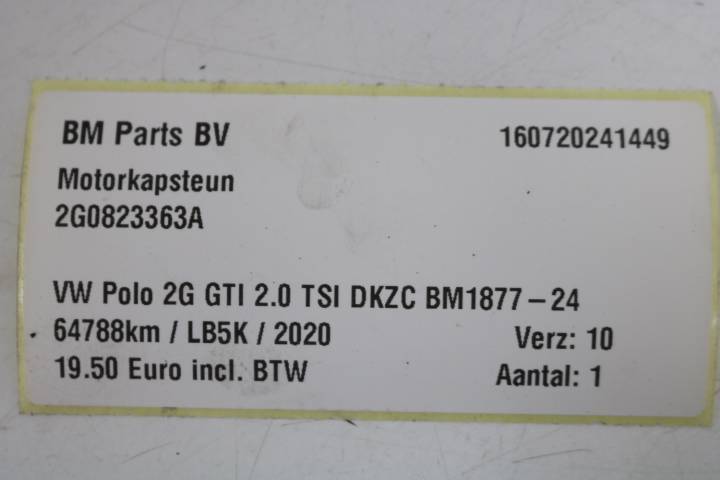 BM Parts BV 160720241449
Motorkapsteun
2G0823363A
VW Polo 2G GTI 2.0 TSI DKZC BM1877-24
64788km / LB5K / 2020 Verz: 10
19.50 Euro incl. BTW Aantal: 1